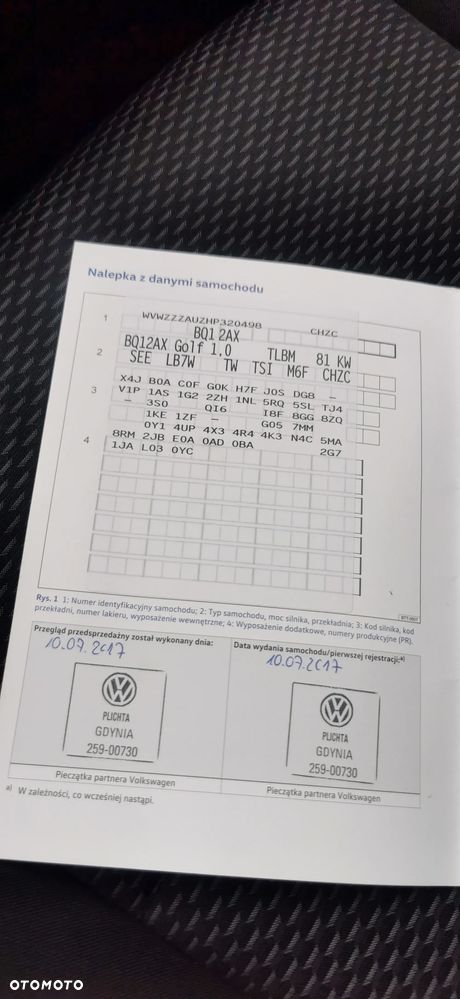 Nalepka z danymi samochodu
1 WVWZZZAUZHP320498 CHZC
BQ12AX
2 BQ12AX Golf 1.0 TLBM 81 KW
SEE LB7W TW TSI M6F CHZC
X4J B0A C0F G0K H7F J0S DG8 —
3 V1P 1AS 1G2 2ZH 1NL 5RQ 5SL TJ4
— 3S0 QI6 I8F 8GG 8ZQ
1KE 1ZF — G05 7MM
0Y1 4UP 4X3 4R4 4K3 N4C 5MA
4 8RM 2JB E0A 0AD 0BA 2G7
1JA L03 0YC
Rys. 1 1: Numer identyfikacyjny samochodu; 2: Typ samochodu, moc silnika, przekładnia; 3: Kod silnika, kod
przekładni, numer lakieru, wyposażenie wewnętrzne; 4: Wyposażenie dodatkowe, numery produkcyjne (PR).
Przegląd przedsprzedażny został wykonany dnia:
10.07.2017
PLICHTA
GDYNIA
259-00730
Pieczątka partnera Volkswagen
Data wydania samochodu/pierwszej rejestracji:a)
10.07.2017
PLICHTA
GDYNIA
259-00730
Pieczątka partnera Volkswagen
a) W zależności, co wcześniej nastąpi.
OTOMOTO